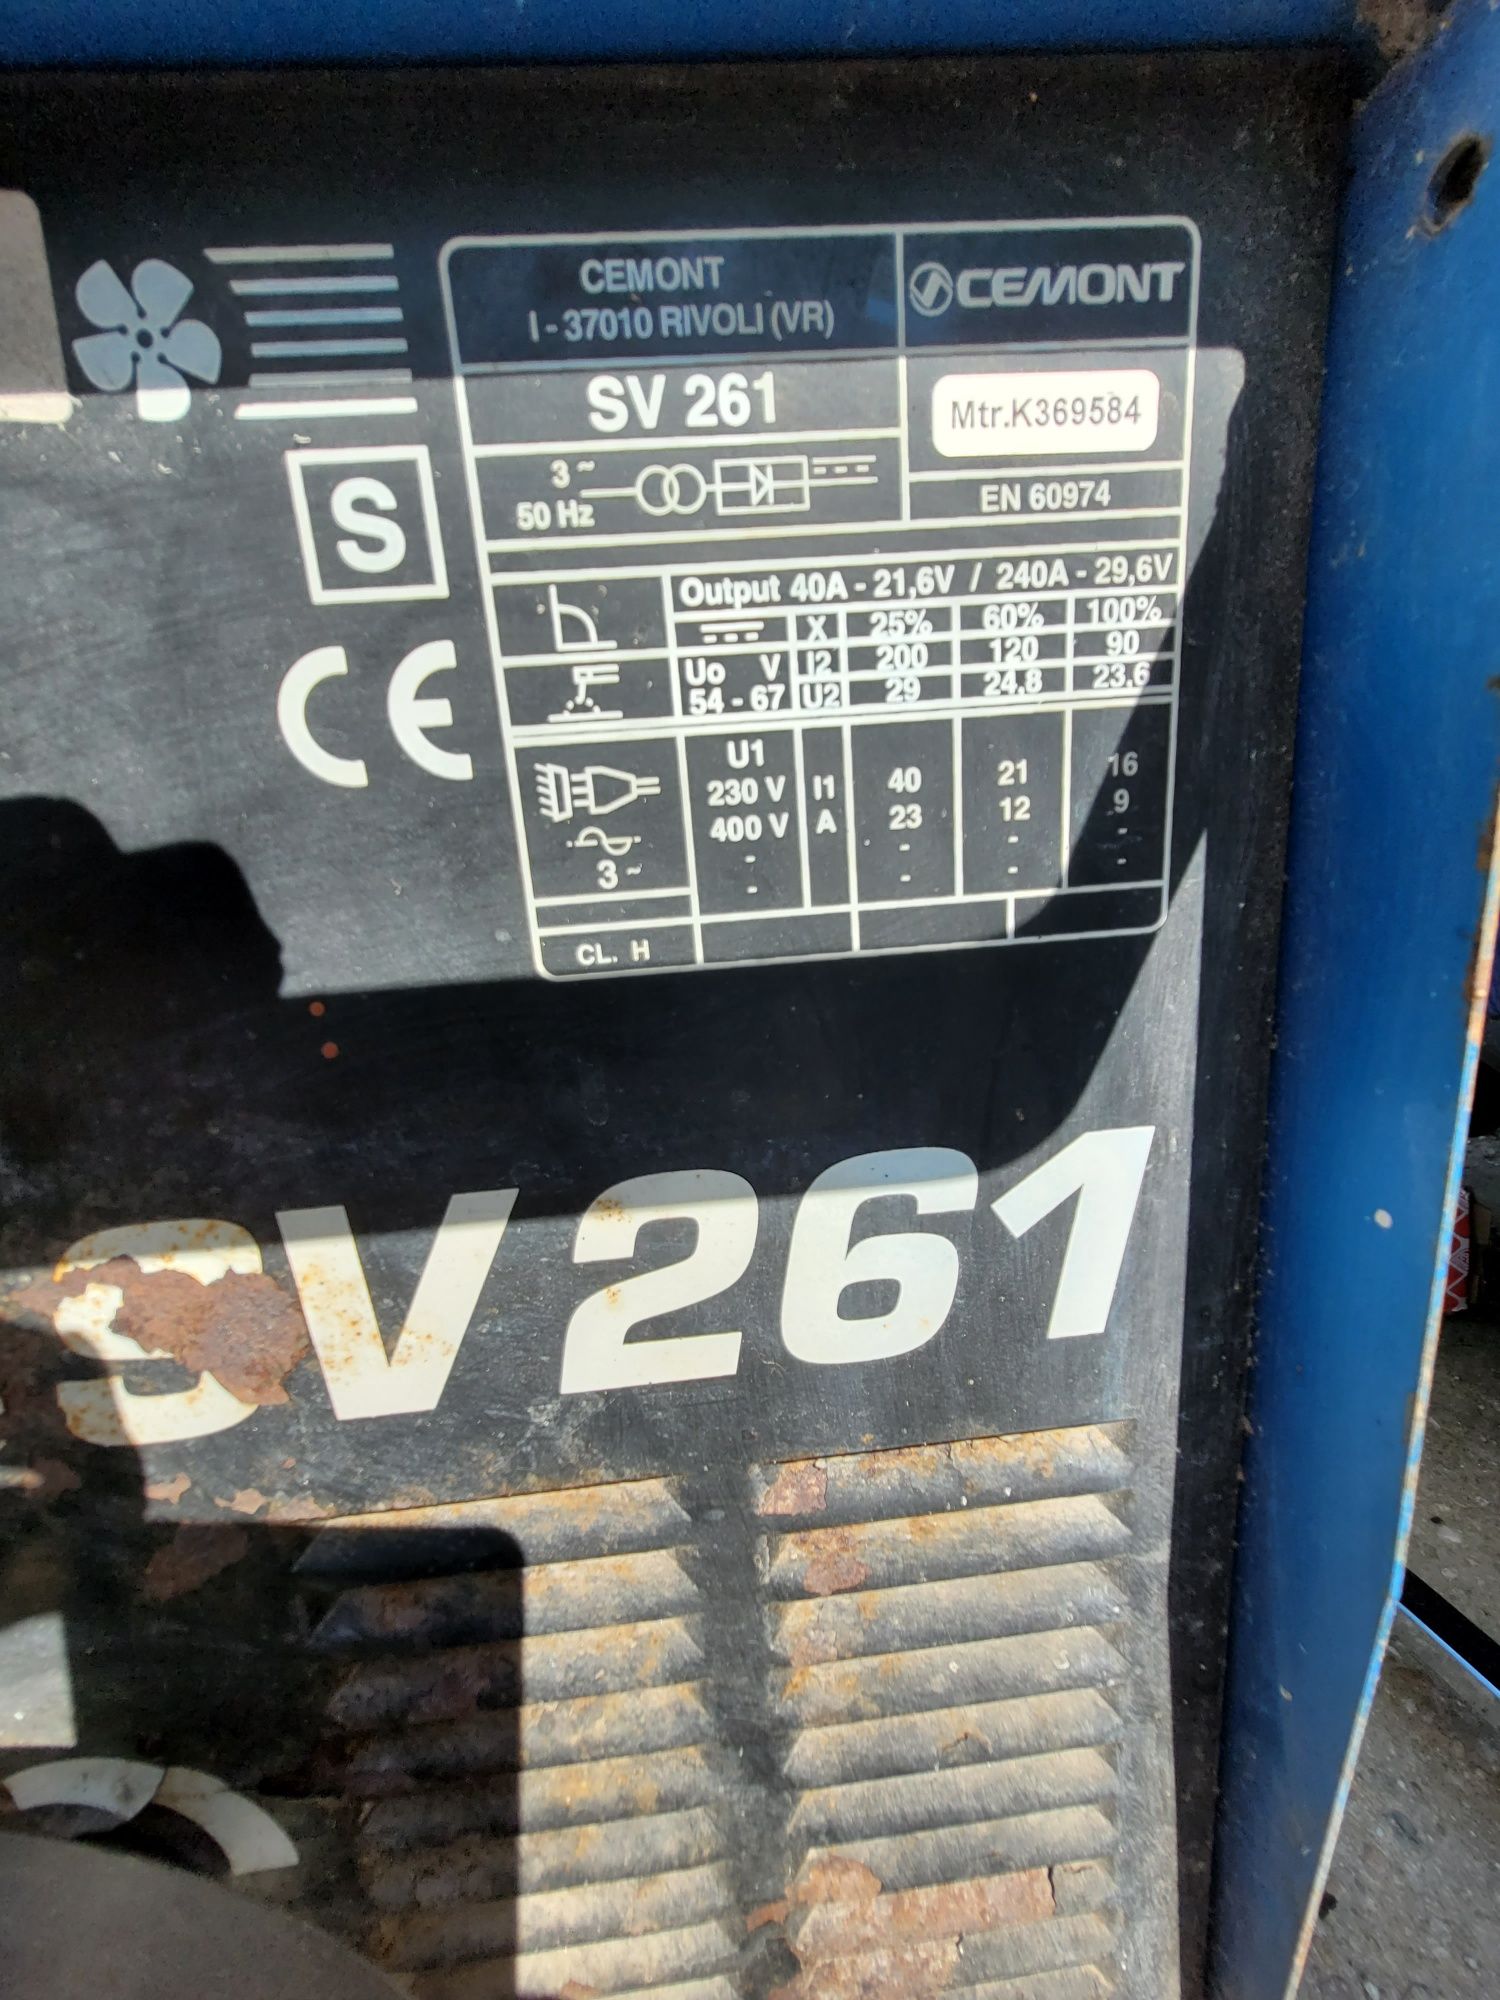 CEMONT
I - 37010 RIVOLI (VR)
CEMONT
SV 261
Mtr.K369584
3 ~
50 Hz
EN 60974
S
CE
Output 40A - 21,6V / 240A - 29,6V
X 25% 60% 100%
Uo V I2 200 120 90
54 - 67 U2 29 24.8 23.6
U1
230 V I1 40 21 16
400 V A 23 12 9
- - - -
- - - -
3 ~
CL. H
SV 261